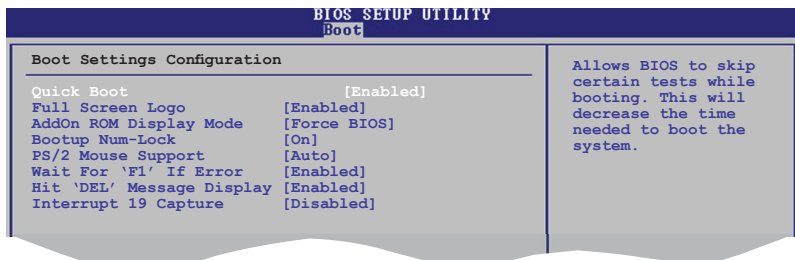 BIOS SETUP UTILITY
Boot
Boot Settings Configuration
Quick Boot [Enabled]
Full Screen Logo [Enabled]
AddOn ROM Display Mode [Force BIOS]
Bootup Num-Lock [On]
PS/2 Mouse Support [Auto]
Wait For ‘F1’ If Error [Enabled]
Hit ‘DEL’ Message Display [Enabled]
Interrupt 19 Capture [Disabled]
Allows BIOS to skip
certain tests while
booting. This will
decrease the time
needed to boot the
system.